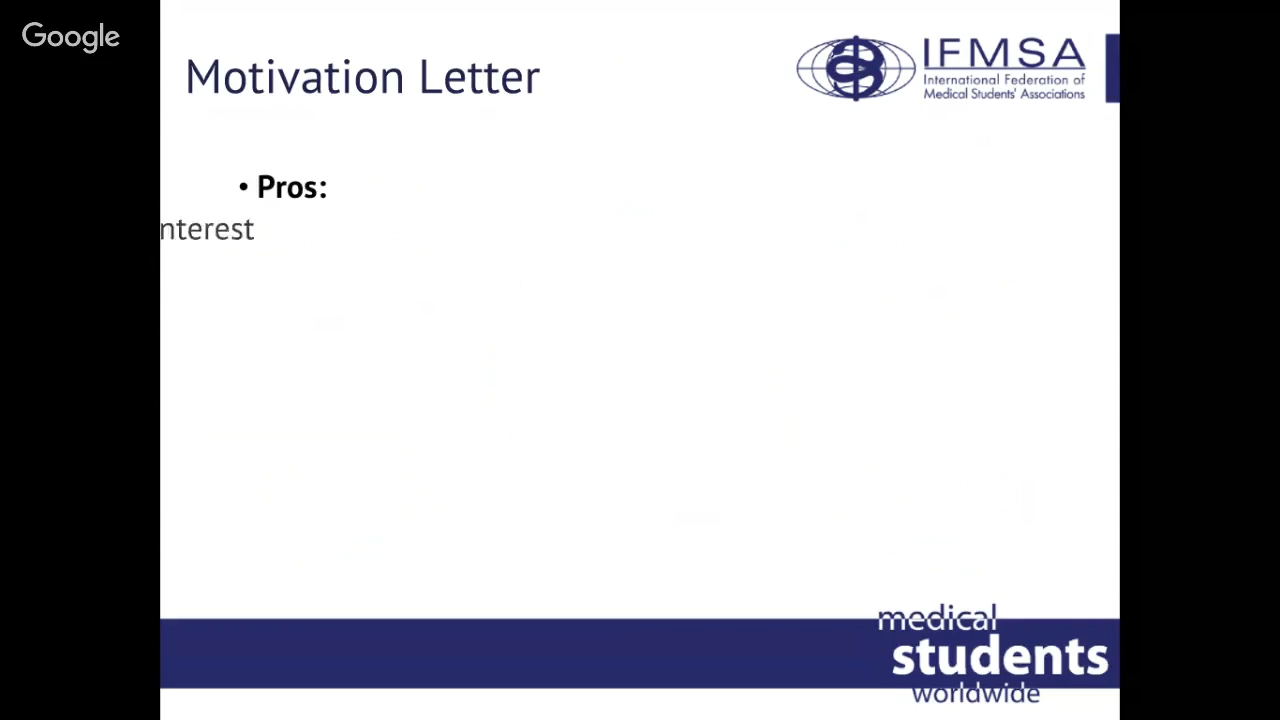 Google
Motivation Letter
IFMSA
International Federation of
Medical Students' Associations
• Pros:
nterest
medical
students
worldwide